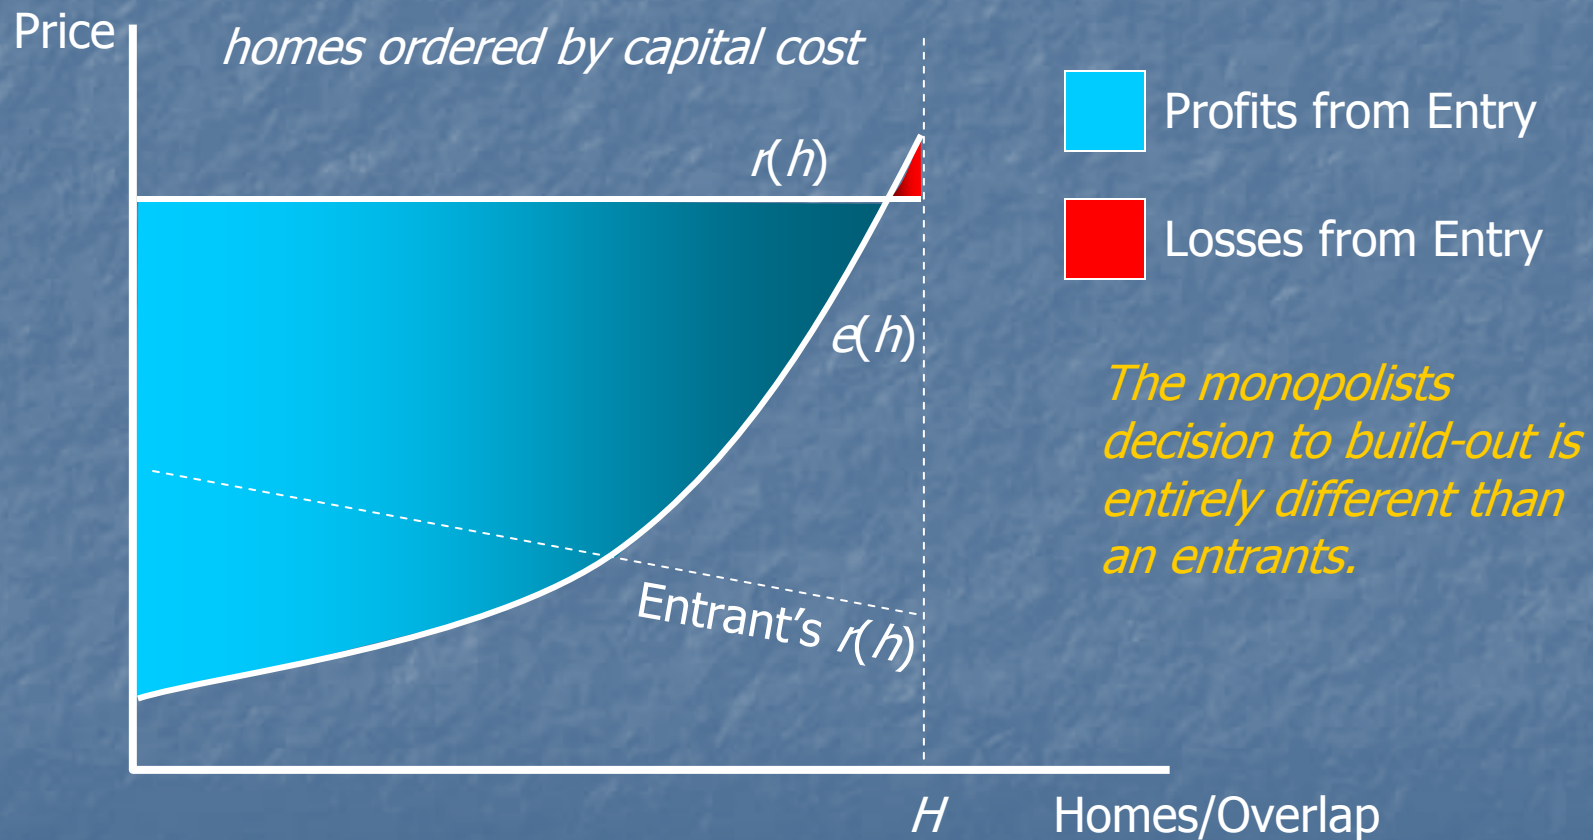 Price
homes ordered by capital cost
r(h)
e(h)
Entrant’s r(h)
H
Homes/Overlap
Profits from Entry
Losses from Entry
The monopolists
decision to build-out is
entirely different than
an entrants.